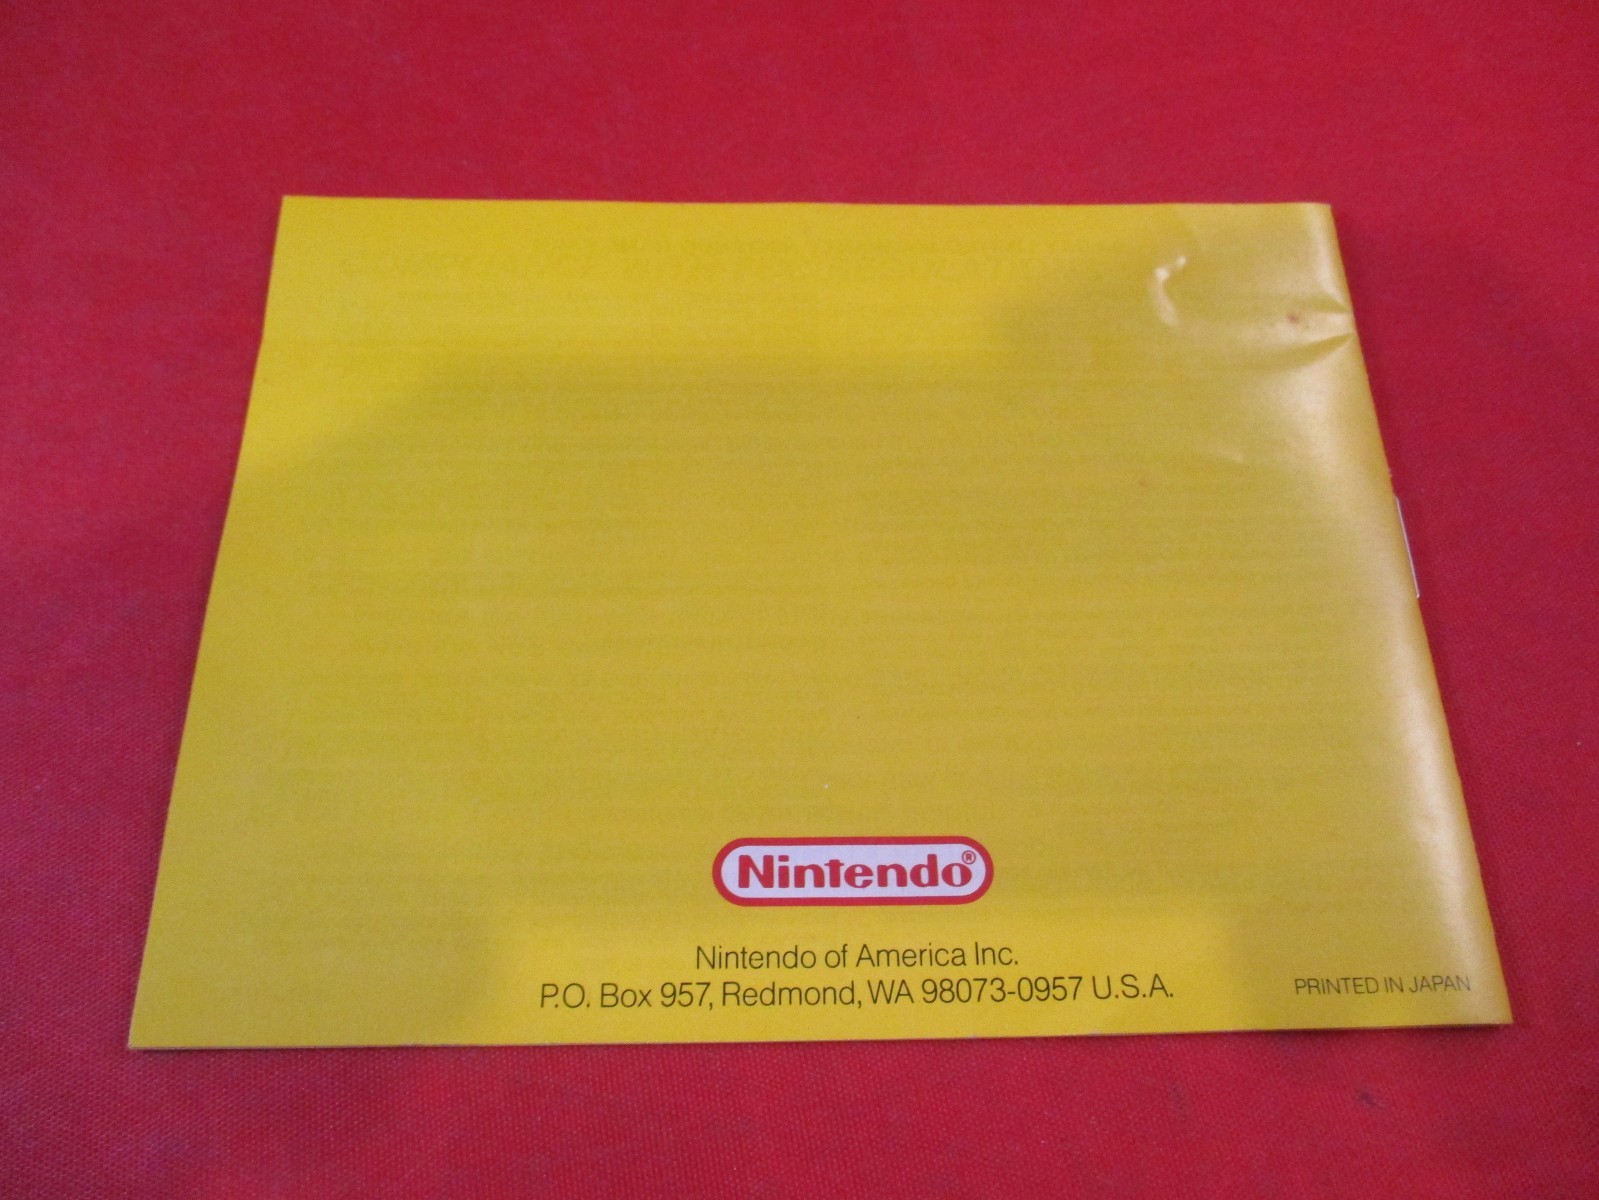 Nintendo®
Nintendo of America Inc.
P.O. Box 957, Redmond, WA 98073-0957 U.S.A.
PRINTED IN JAPAN